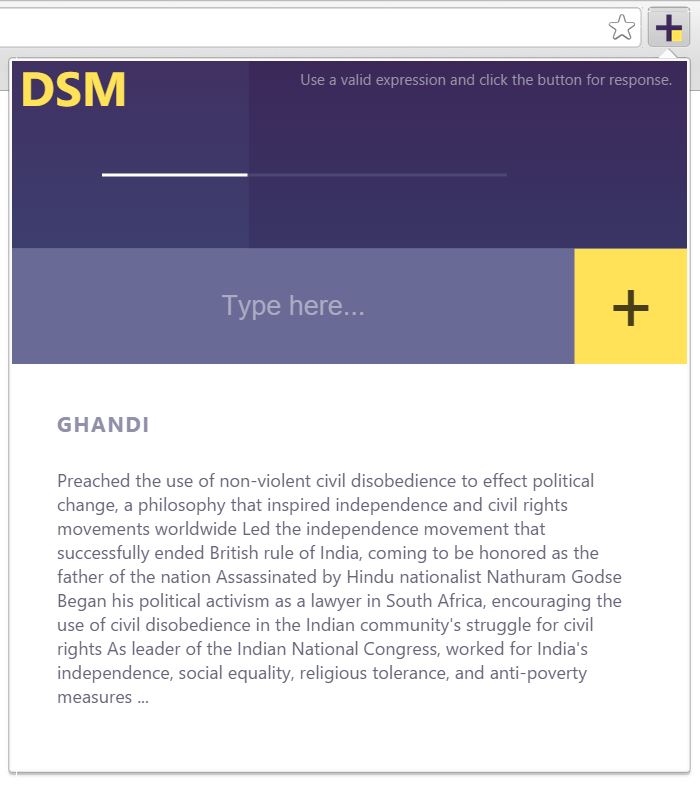 DSM
Use a valid expression and click the button for response.
Type here...
+
GHANDI
Preached the use of non-violent civil disobedience to effect political
change, a philosophy that inspired independence and civil rights
movements worldwide Led the independence movement that
successfully ended British rule of India, coming to be honored as the
father of the nation Assassinated by Hindu nationalist Nathuram Godse
Began his political activism as a lawyer in South Africa, encouraging the
use of civil disobedience in the Indian community's struggle for civil
rights As leader of the Indian National Congress, worked for India's
independence, social equality, religious tolerance, and anti-poverty
measures ...